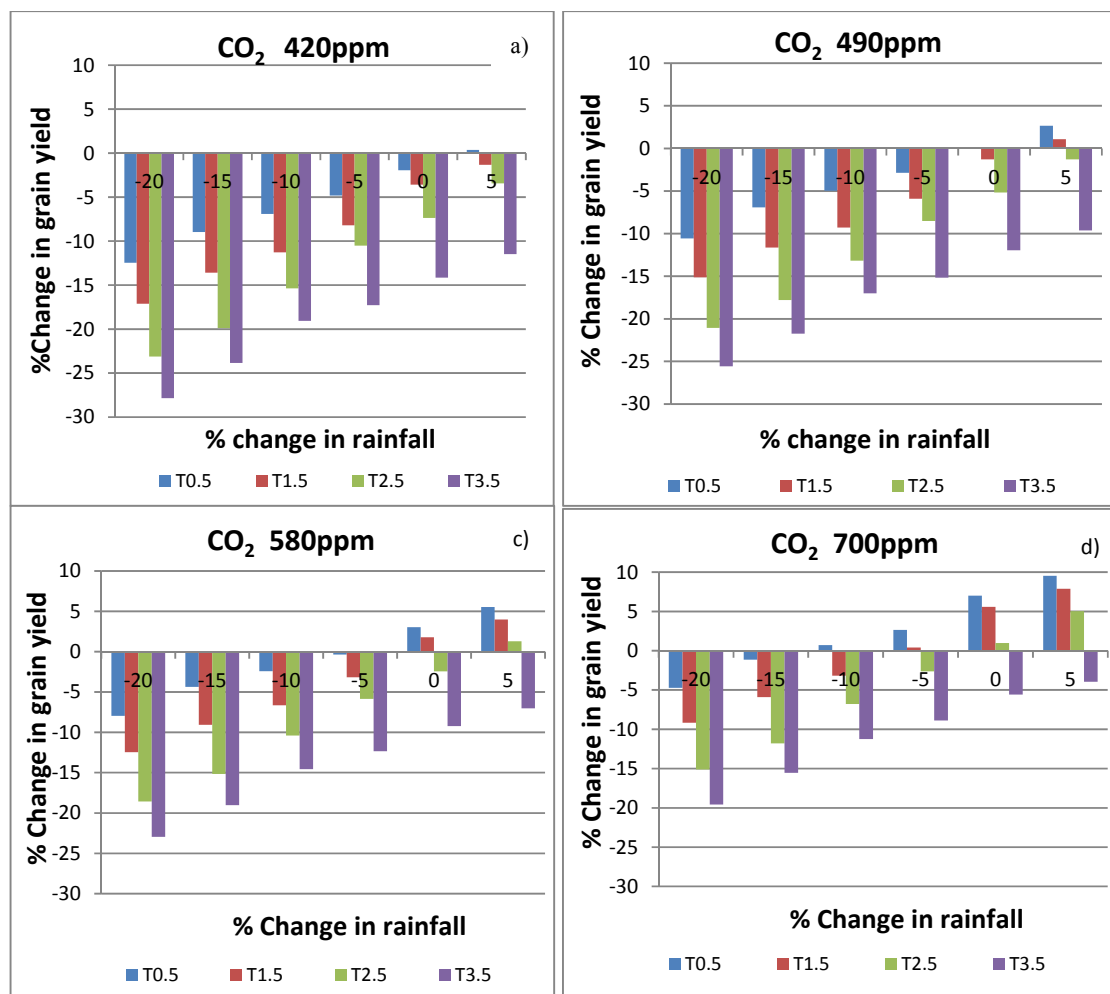 CO₂ 420ppm
a)
10
5
0
-5
-10
-15
-20
-25
-30
-20 -15 -10 -5 0 5
%Change in grain yield
% change in rainfall
T0.5 T1.5 T2.5 T3.5
CO₂ 490ppm
10
5
0
-5
-10
-15
-20
-25
-30
-20 -15 -10 -5 0 5
% Change in grain yield
% change in rainfall
T0.5 T1.5 T2.5 T3.5
CO₂ 580ppm
c)
10
5
0
-5
-10
-15
-20
-25
-30
-20 -15 -10 -5 0 5
% Change in grain yield
% Change in rainfall
T0.5 T1.5 T2.5 T3.5
CO₂ 700ppm
d)
10
5
0
-5
-10
-15
-20
-25
-30
-20 -15 -10 -5 0 5
% Change in grain yield
% Change in rainfall
T0.5 T1.5 T2.5 T3.5